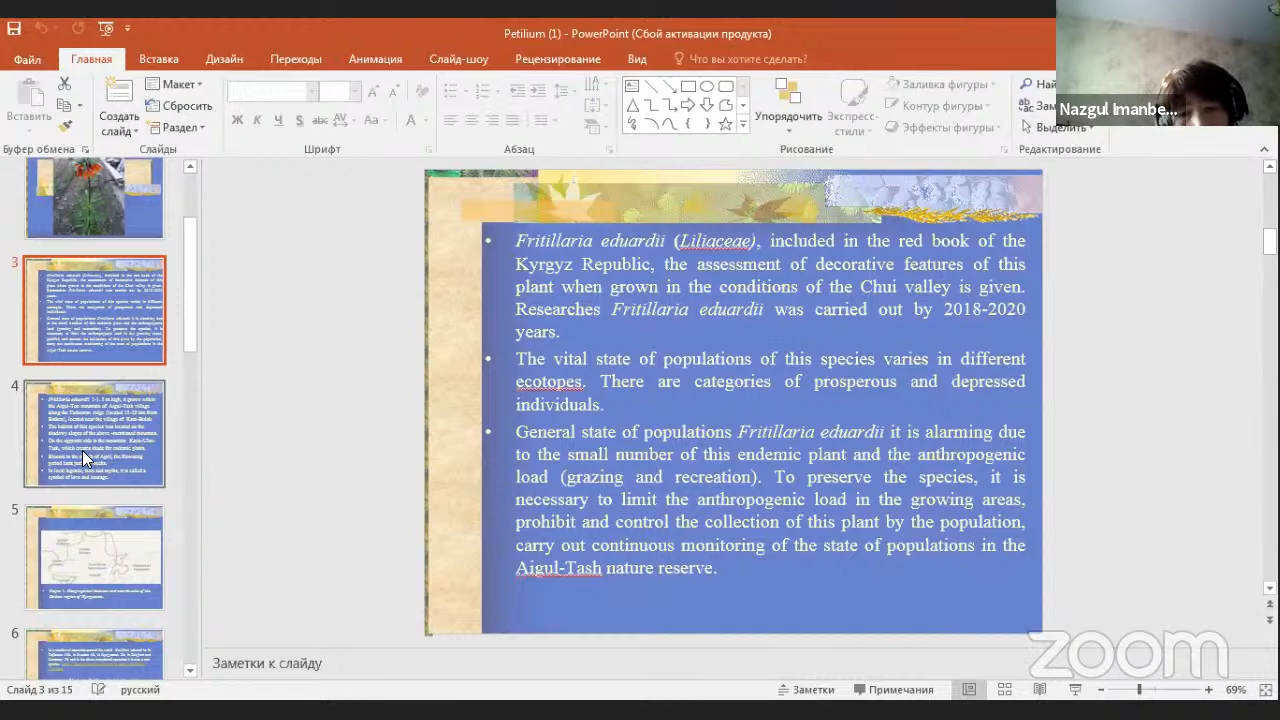 Petilium (1) - PowerPoint (Сбой активации продукта)
Файл Главная Вставка Дизайн Переходы Анимация Слайд-шоу Рецензирование Вид Что вы хотите сделать?
Nazgul Imanbe...
Вставить
Буфер обмена
Создать слайд
Макет
Сбросить
Раздел
Слайды
Ж К Ч S abc AV Aa A
Шрифт
Абзац
Упорядочить
Экспресс-стили
Заливка фигуры
Контур фигуры
Эффекты фигуры
Рисование
Най
Зам
Выделить
Редактирование
3
4
5
6
• Fritillaria eduardii (Liliaceae), included in the red book of the
Kyrgyz Republic, the assessment of decorative features of this
plant when grown in the conditions of the Chui valley is given.
Researches Fritillaria eduardii was carried out by 2018-2020
years.
• The vital state of populations of this species varies in different
ecotopes. There are categories of prosperous and depressed
individuals.
• General state of populations Fritillaria eduardii it is alarming due
to the small number of this endemic plant and the anthropogenic
load (grazing and recreation). To preserve the species, it is
necessary to limit the anthropogenic load in the growing areas,
prohibit and control the collection of this plant by the population,
carry out continuous monitoring of the state of populations in the
Aigul-Tash nature reserve.
Заметки к слайду
zoom
Слайд 3 из 15 русский Заметки Примечания 69%